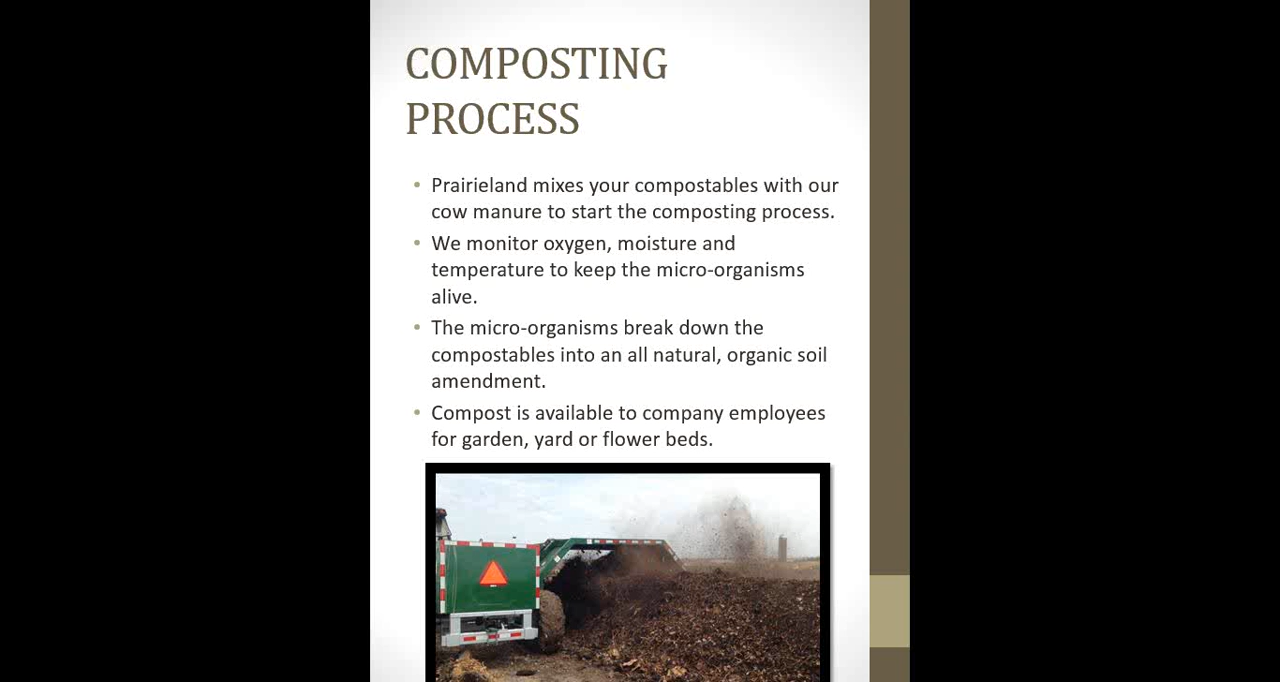 COMPOSTING
PROCESS
• Prairieland mixes your compostables with our
cow manure to start the composting process.
• We monitor oxygen, moisture and
temperature to keep the micro-organisms
alive.
• The micro-organisms break down the
compostables into an all natural, organic soil
amendment.
• Compost is available to company employees
for garden, yard or flower beds.